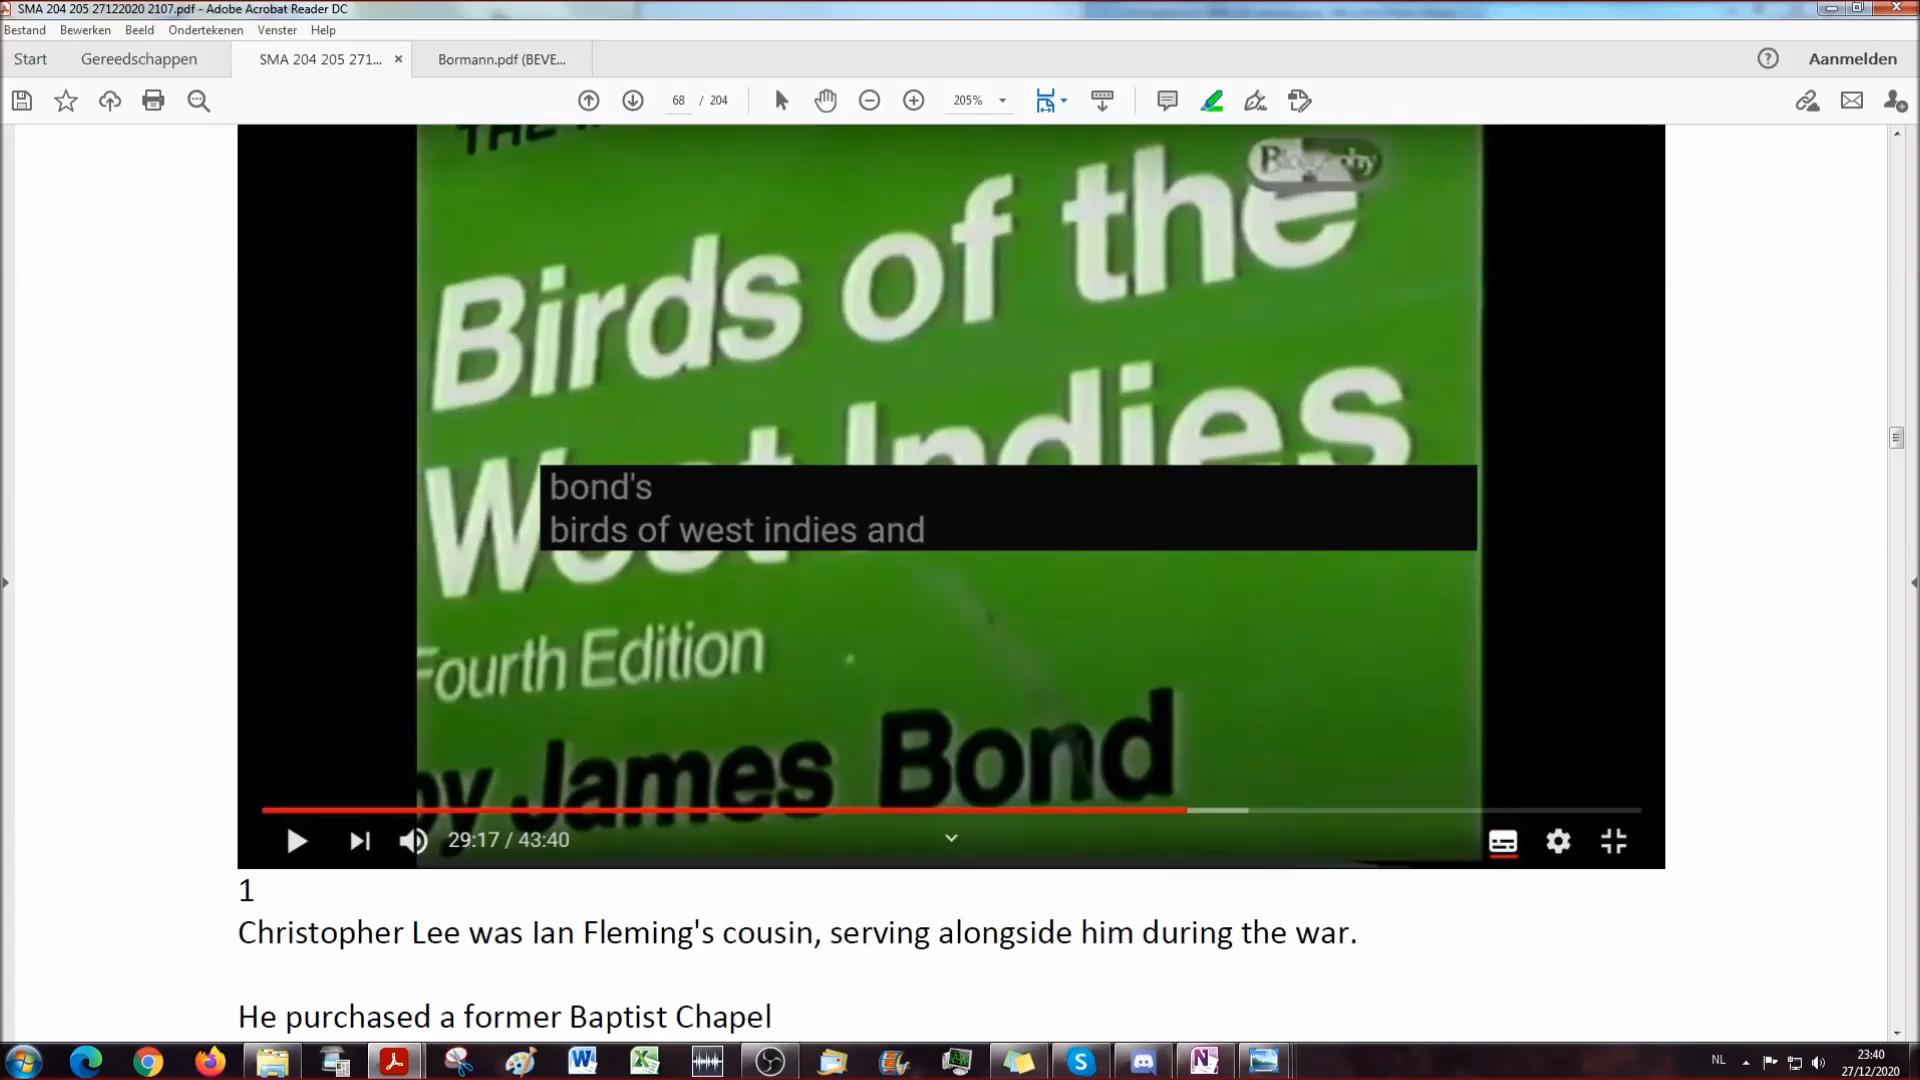 SMA 204 205 27122020 2107.pdf - Adobe Acrobat Reader DC
Bestand Bewerken Beeld Ondertekenen Venster Help
Start Gereedschappen SMA 204 205 271... × Bormann.pdf (BEVE... Aanmelden
68 / 204 205%
Biography
Birds of the
West Indies
bond's
birds of west indies and
Fourth Edition
by James Bond
29:17 / 43:40
1
Christopher Lee was Ian Fleming's cousin, serving alongside him during the war.
He purchased a former Baptist Chapel
NL 23:40
27/12/2020